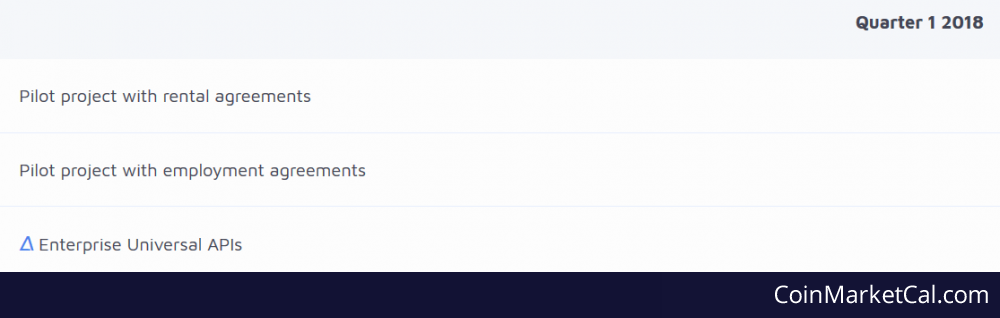 Quarter 1 2018
Pilot project with rental agreements
Pilot project with employment agreements
Δ Enterprise Universal APIs
CoinMarketCal.com